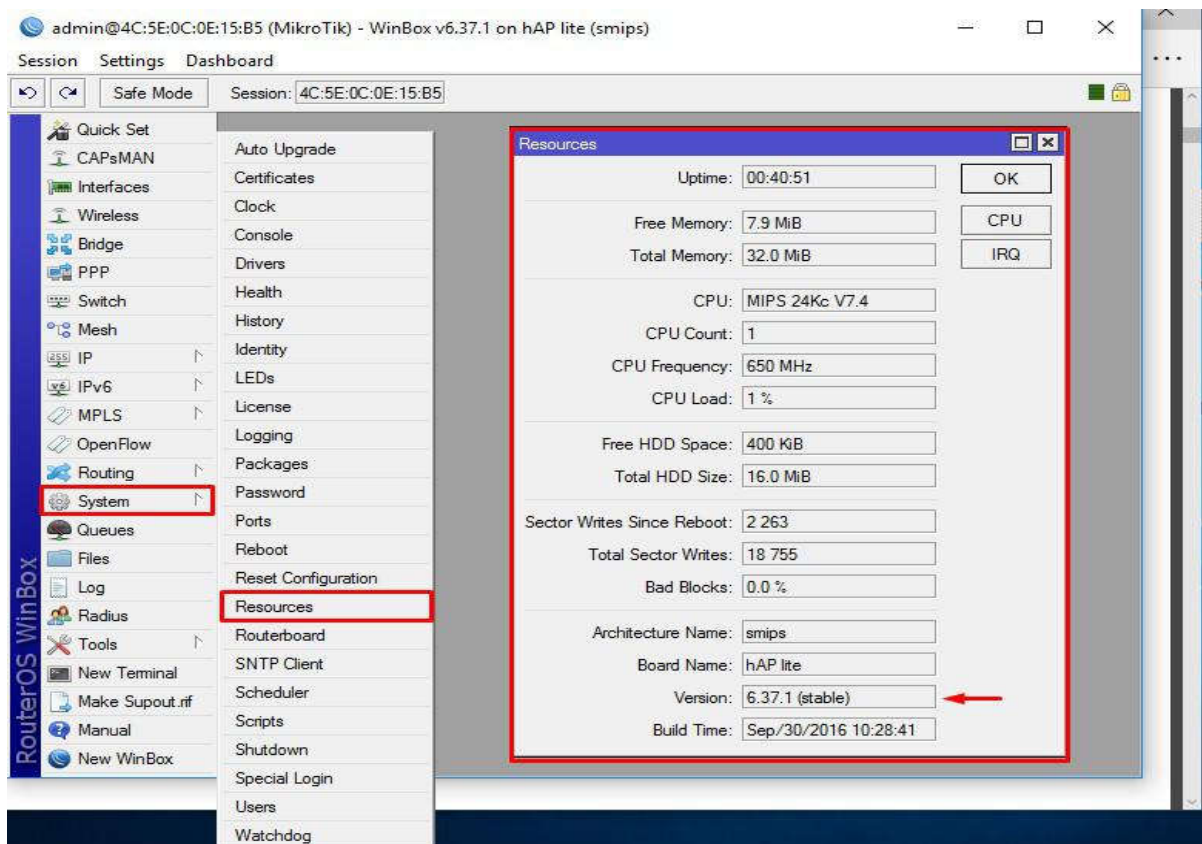 admin@4C:5E:0C:0E:15:B5 (MikroTik) - WinBox v6.37.1 on hAP lite (smips)
Session Settings Dashboard
Safe Mode Session: 4C:5E:0C:0E:15:B5
RouterOS WinBox
Quick Set
CAPsMAN
Interfaces
Wireless
Bridge
PPP
Switch
Mesh
IP
IPv6
MPLS
OpenFlow
Routing
System
Queues
Files
Log
Radius
Tools
New Terminal
Make Supout.rif
Manual
New WinBox
Auto Upgrade
Certificates
Clock
Console
Drivers
Health
History
Identity
LEDs
License
Logging
Packages
Password
Ports
Reboot
Reset Configuration
Resources
Routerboard
SNTP Client
Scheduler
Scripts
Shutdown
Special Login
Users
Watchdog
Resources
Uptime: 00:40:51
OK
Free Memory: 7.9 MiB
CPU
Total Memory: 32.0 MiB
IRQ
CPU: MIPS 24Kc V7.4
CPU Count: 1
CPU Frequency: 650 MHz
CPU Load: 1 %
Free HDD Space: 400 KiB
Total HDD Size: 16.0 MiB
Sector Writes Since Reboot: 2 263
Total Sector Writes: 18 755
Bad Blocks: 0.0 %
Architecture Name: smips
Board Name: hAP lite
Version: 6.37.1 (stable)
Build Time: Sep/30/2016 10:28:41